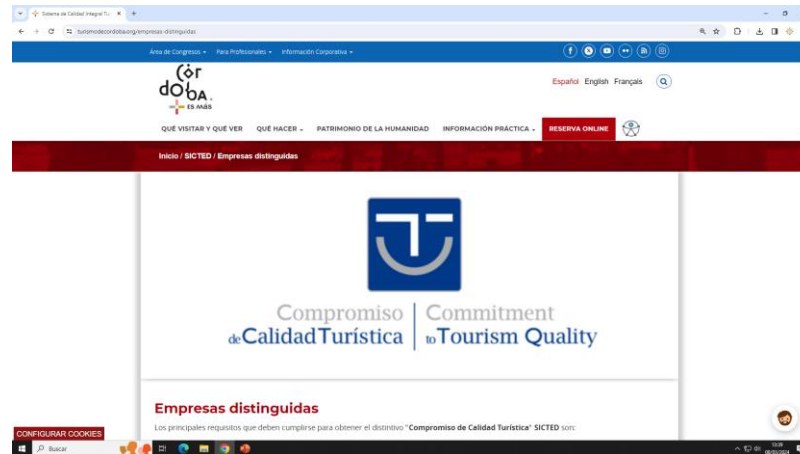 Sistema de Calidad Integral Tu
turismodecordoba.org/empresas-distinguidas
Área de Congresos Para Profesionales Información Corporativa
córdoba
ES MÁS
Español English Français
QUÉ VISITAR Y QUÉ VER QUÉ HACER PATRIMONIO DE LA HUMANIDAD INFORMACIÓN PRÁCTICA RESERVA ONLINE
Inicio / SICTED / Empresas distinguidas
Compromiso
de Calidad Turística
Commitment
to Tourism Quality
Empresas distinguidas
Los principales requisitos que deben cumplirse para obtener el distintivo "Compromiso de Calidad Turística" SICTED son:
CONFIGURAR COOKIES
Buscar